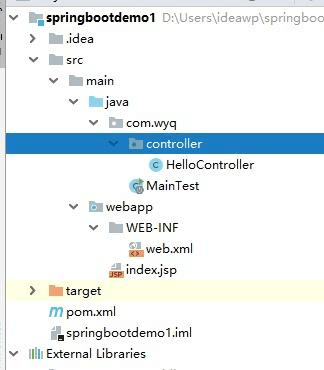 springbootdemo1 D:\Users\ideawp\springboo
.idea
src
main
java
com.wyq
controller
HelloController
MainTest
webapp
WEB-INF
web.xml
index.jsp
target
pom.xml
springbootdemo1.iml
External Libraries